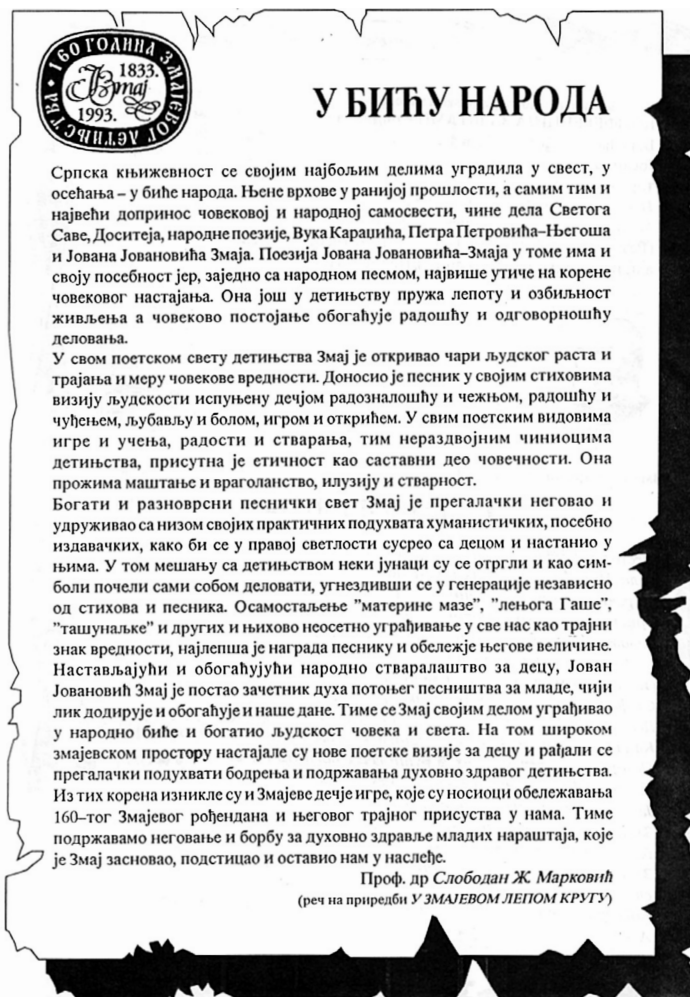 160 ГОДИНА ЗМАЈЕВОГ ДЕТИЊСТВА
1833.
Змај
1993.
У БИЋУ НАРОДА
Српска књижевност се својим најбољим делима уградила у свест, у
осећања – у биће народа. Њене врхове у ранијој прошлости, а самим тим и
највећи допринос човековој и народној самосвести, чине дела Светога
Саве, Доситеја, народне поезије, Вука Караџића, Петра Петровића–Његоша
и Јована Јовановића Змаја. Поезија Јована Јовановића–Змаја у томе има и
своју посебност јер, заједно са народном песмом, највише утиче на корене
човековог настајања. Она још у детињству пружа лепоту и озбиљност
живљења а човеково постојање обогаћује радошћу и одговорношћу
деловања.
У свом поетском свету детињства Змај је откривао чари људског раста и
трајања и меру човекове вредности. Доносио је песник у својим стиховима
визију људскости испуњену дечјом радозналошћу и чежњом, радошћу и
чуђењем, љубављу и болом, игром и открићем. У свим поетским видовима
игре и учења, радости и стварања, тим нераздвојним чиниоцима
детињства, присутна је етичност као саставни део човечности. Она
прожима маштање и враголанство, илузију и стварност.
Богати и разноврсни песнички свет Змај је прегалачки неговао и
удруживао са низом својих практичних подухвата хуманистичких, посебно
издавачких, како би се у правој светлости сусрео са децом и настанио у
њима. У том мешању са детињством неки јунаци су се отргли и као сим-
боли почели сами собом деловати, угнездивши се у генерације независно
од стихова и песника. Осамостаљење ”материне мазе”, ”лењога Гаше”,
”ташунаљке” и других и њихово неосетно уграђивање у све нас као трајни
знак вредности, најлепша је награда песнику и обележје његове величине.
Настављајући и обогаћујући народно стваралаштво за децу, Јован
Јовановић Змај је постао зачетник духа потоњег песништва за младе, чији
лик додирује и обогаћује и наше дане. Тиме се Змај својим делом уграђивао
у народно биће и богатио људскост човека и света. На том широком
змајевском простору настајале су нове поетске визије за децу и рађали се
прегалачки подухвати бодрења и подржавања духовно здравог детињства.
Из тих корена изникле су и Змајеве дечје игре, које су носиоци обележавања
160–тог Змајевог рођендана и његовог трајног присуства у нама. Тиме
подржавамо неговање и борбу за духовно здравље младих нараштаја, које
је Змај засновао, подстицао и оставио нам у наслеђе.
Проф. др Слободан Ж. Марковић
(реч на приредби У ЗМАЈЕВОМ ЛЕПОМ КРУГУ)